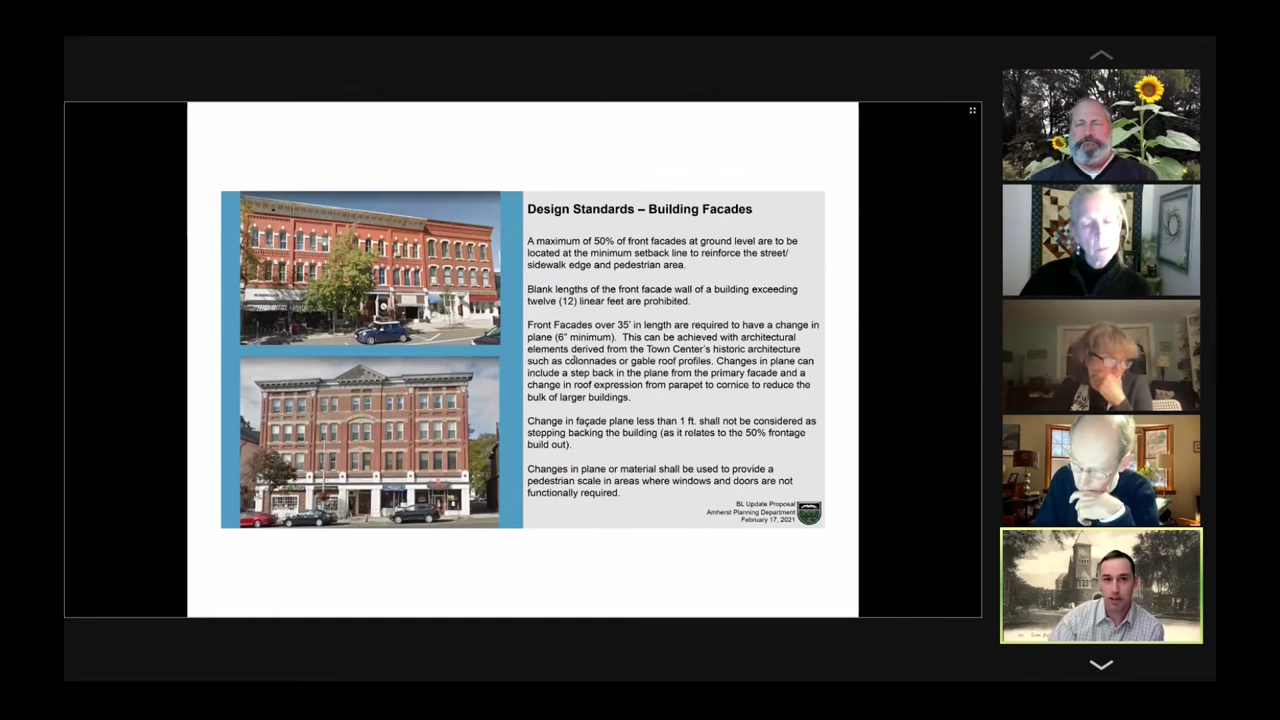 Design Standards – Building Facades
A maximum of 50% of front facades at ground level are to be
located at the minimum setback line to reinforce the street/
sidewalk edge and pedestrian area.
Blank lengths of the front facade wall of a building exceeding
twelve (12) linear feet are prohibited.
Front Facades over 35' in length are required to have a change in
plane (6" minimum). This can be achieved with architectural
elements derived from the Town Center's historic architecture
such as colonnades or gable roof profiles. Changes in plane can
include a step back in the plane from the primary facade and a
change in roof expression from parapet to cornice to reduce the
bulk of larger buildings.
Change in façade plane less than 1 ft. shall not be considered as
stepping backing the building (as it relates to the 50% frontage
build out).
Changes in plane or material shall be used to provide a
pedestrian scale in areas where windows and doors are not
functionally required.
BL Update Proposal
Amherst Planning Department
February 17, 2021